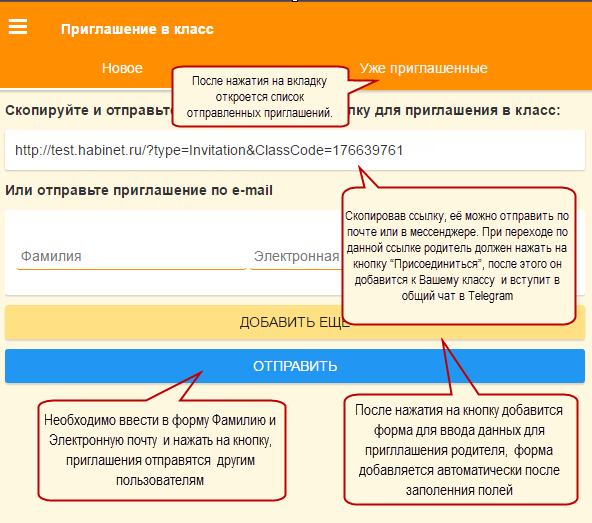 Приглашение в класс
Новое
Уже приглашенные
После нажатия на вкладку
откроется список
отправленных приглашений.
Скопируйте и отправьте
лку для приглашения в класс:
http://test.habinet.ru/?type=Invitation&ClassCode=176639761
Или отправьте приглашение по e-mail
Скопировав ссылку, её можно отправить по
почте или в мессенджере. При переходе по
данной ссылке родитель должен нажать на
кнопку “Присоединиться”, после этого он
добавится к Вашему классу и вступит в
общий чат в Telegram
Фамилия
Электронная
ДОБАВИТЬ ЕЩЕ
ОТПРАВИТЬ
Необходимо ввести в форму Фамилию и
Электронную почту и нажать на кнопку,
приглашения отправятся другим
пользователям
После нажатия на кнопку добавится
форма для ввода данных для
пригллашения родителя, форма
добавляется автоматически после
заполенния полей